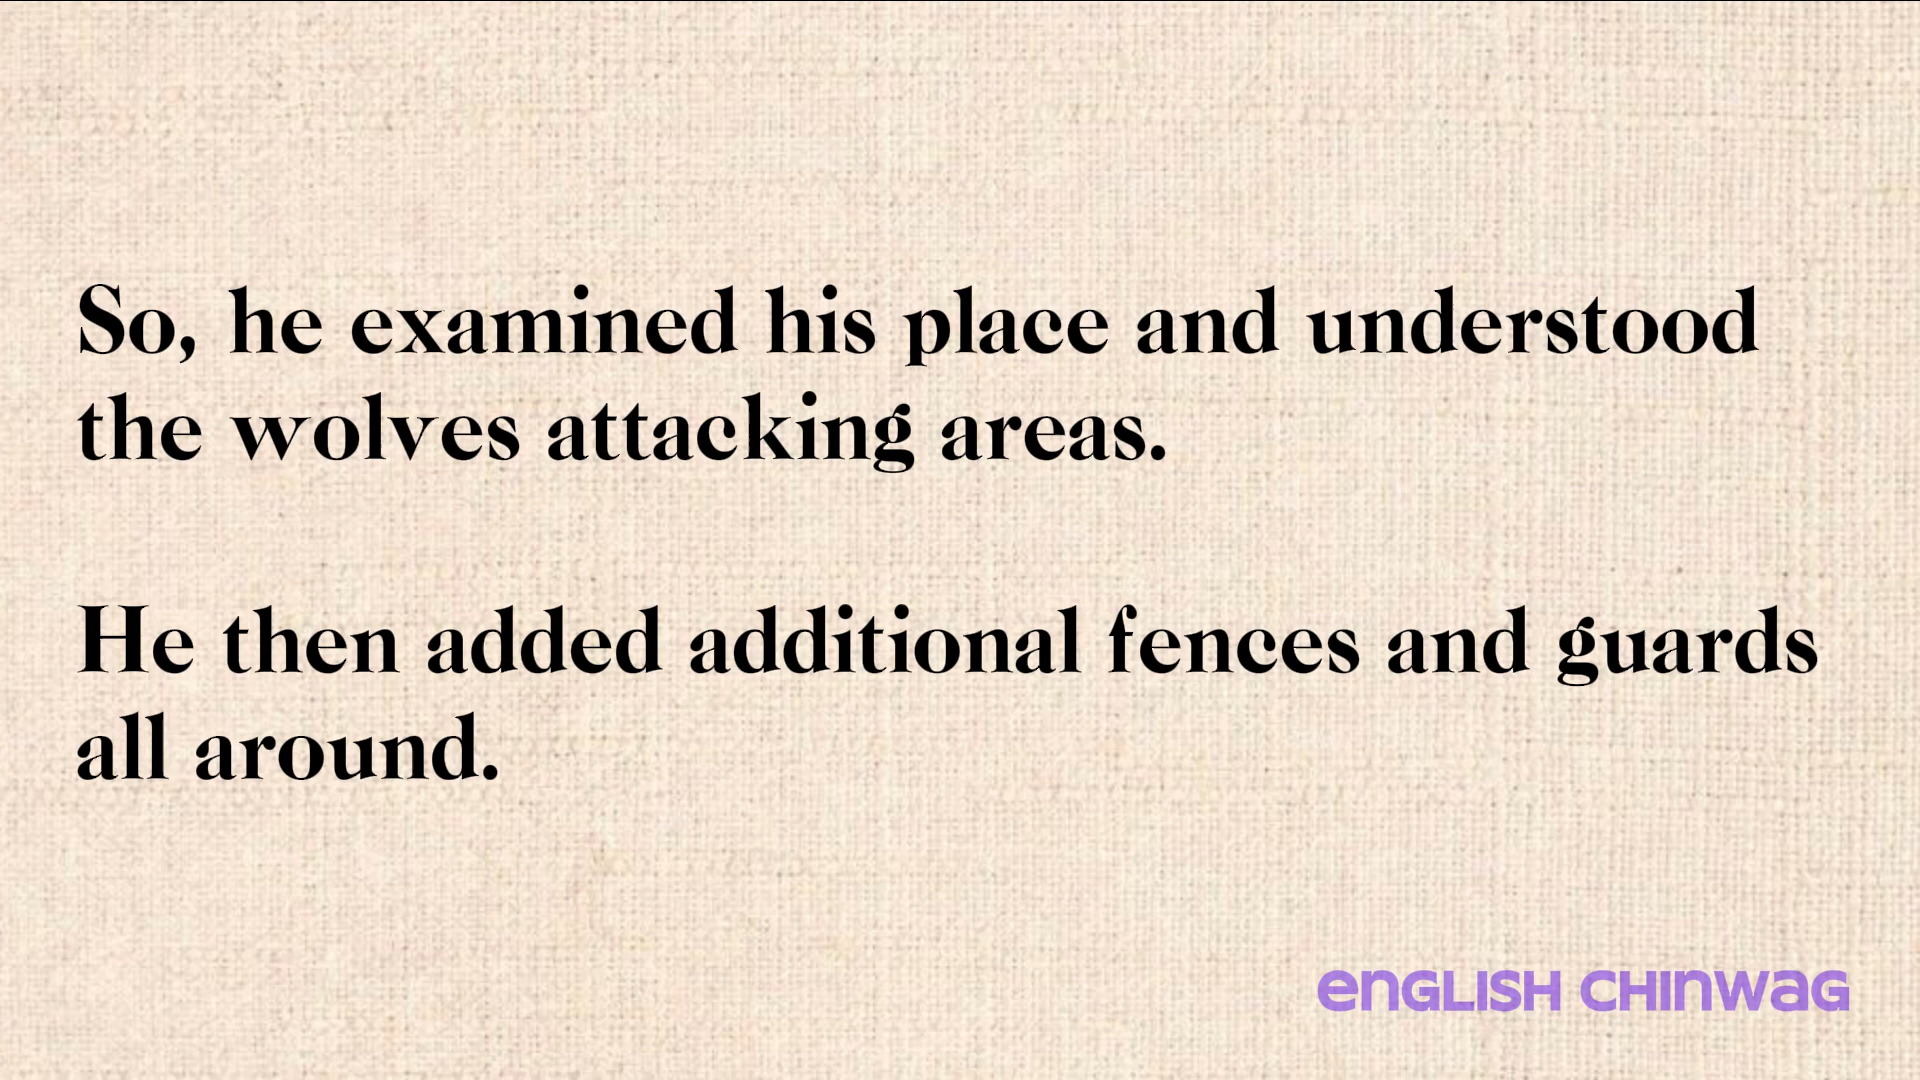 So, he examined his place and understood
the wolves attacking areas.
He then added additional fences and guards
all around.
ENGLISH CHINWAG